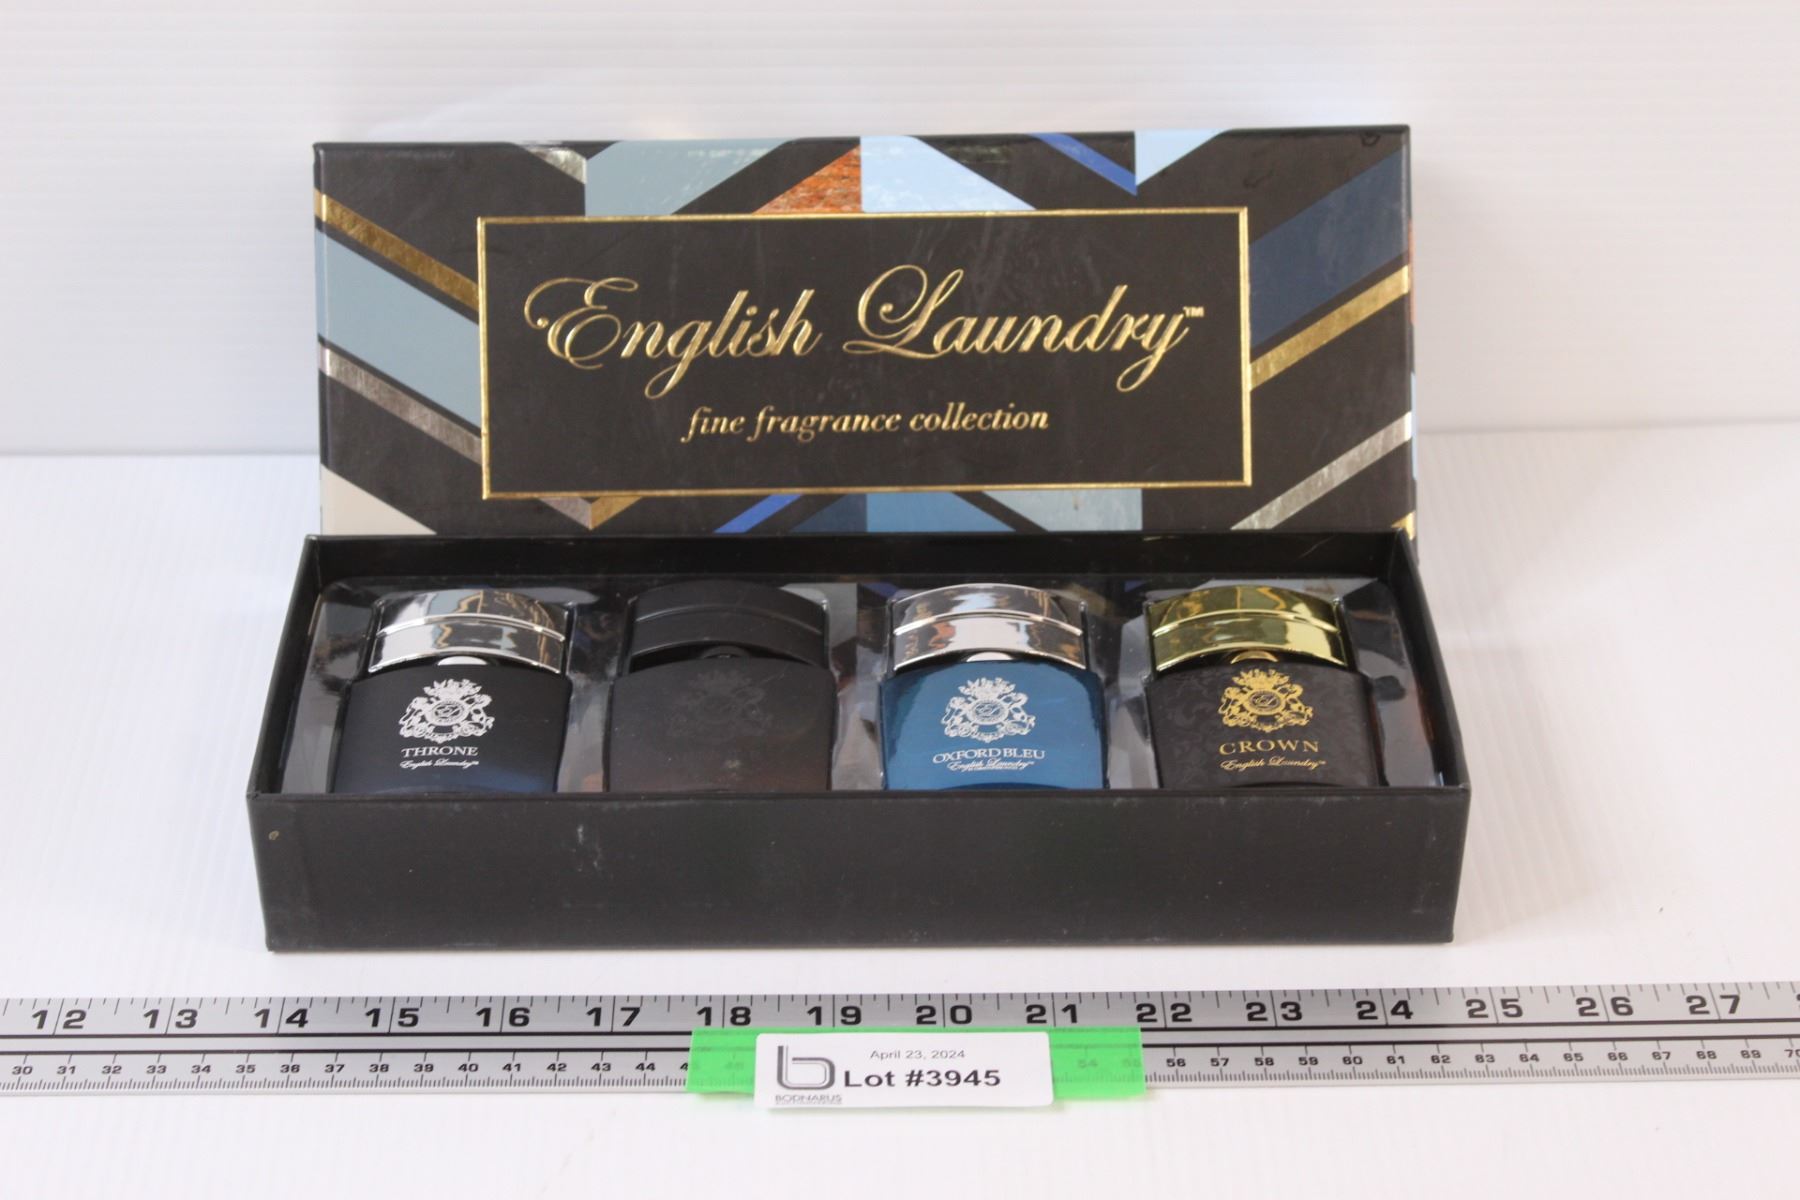 English Laundry™
fine fragrance collection
THRONE
English Laundry™
OXFORD BLEU
English Laundry™
CROWN
English Laundry™
12 13 14 15 16 17 18 19 20 21 22 23 24 25 26 27
30 31 32 33 34 35 36 37 38 39 40 41 42 43 44 54 55 56 57 58 59 60 61 62 63 64 65 66 67 68 69 70
April 23, 2024
Lot #3945
BODNARUS